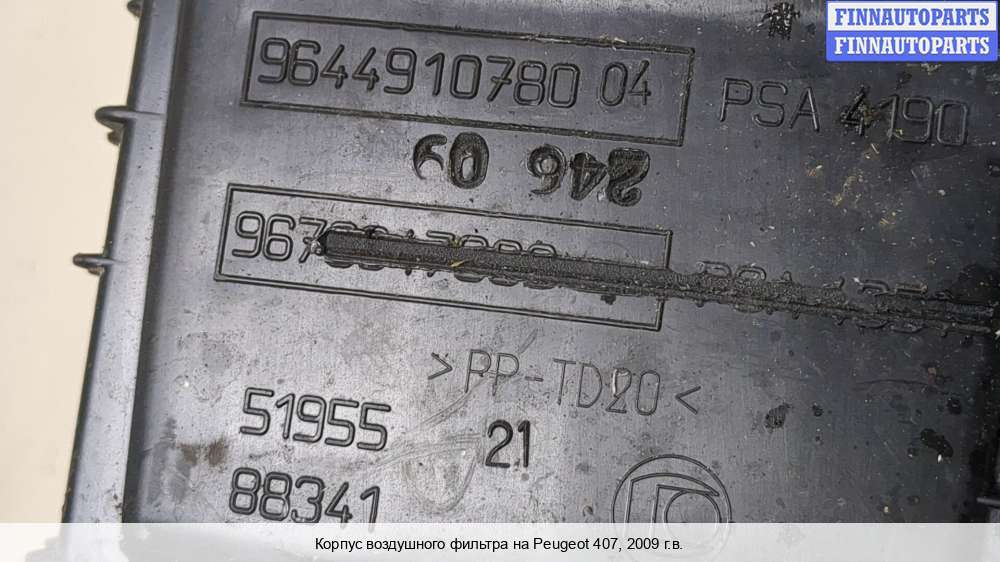 FINNAUTOPARTS
FINNAUTOPARTS
9644910780 04
PSA 4190
246 09
>PP-TD20<
51955
21
88341
Корпус воздушного фильтра на Peugeot 407, 2009 г.в.